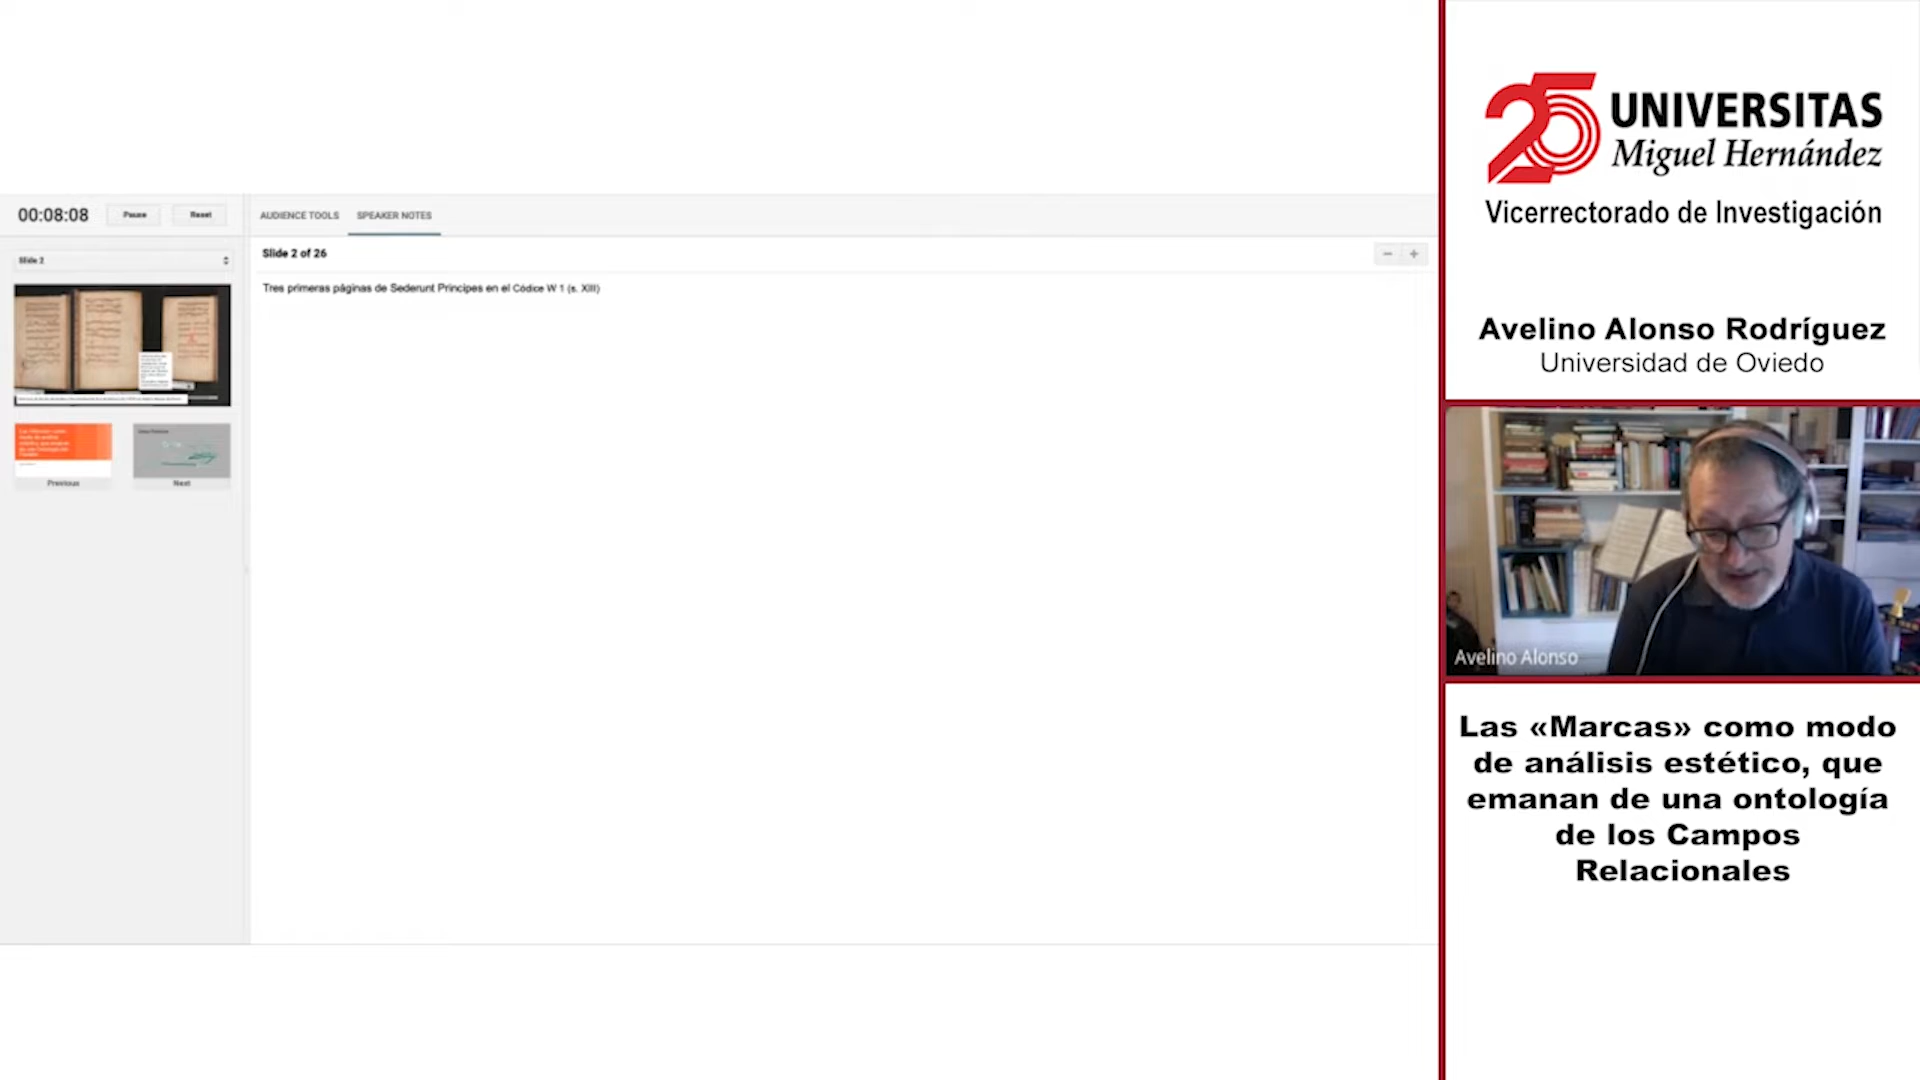 00:08:08
Pause
Reset
AUDIENCE TOOLS
SPEAKER NOTES
Slide 2
Slide 2 of 26
− +
Tres primeras páginas de Sederunt Principes en el Códice W 1 (s. XIII)
Previous
Next
25
UNIVERSITAS
Miguel Hernández
Vicerrectorado de Investigación
Avelino Alonso Rodríguez
Universidad de Oviedo
Avelino Alonso
Las «Marcas» como modo
de análisis estético, que
emanan de una ontología
de los Campos
Relacionales